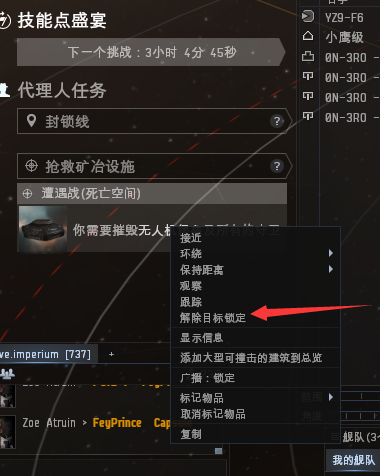 技能点盛宴
下一个挑战：3小时 4分 45秒
代理人任务
封锁线
?
抢救矿冶设施
?
遭遇战(死亡空间)
你需要摧毁无人机
接近
环绕
保持距离
观察
跟踪
解除目标锁定
显示信息
添加大型可撞击的建筑到总览
广播：锁定
标记物品
取消标记物品
复制
ve.imperium [737]
+
Zoe Atruin > FeyPrince Cap
YZ9-F6
小鹰级
0N-3RO -
0N-3RO -
0N-3RO -
0N-3RO -
舰队(3
我的舰队